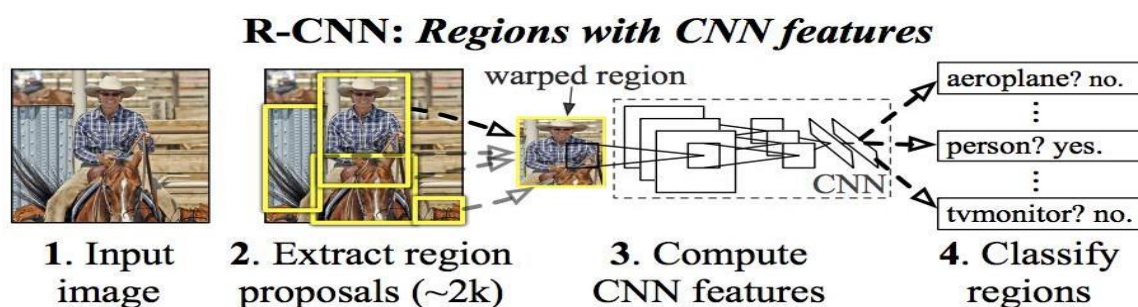 R-CNN: Regions with CNN features
warped region
aeroplane? no.
⋮
person? yes.
⋮
tvmonitor? no.
CNN
1. Input
image
2. Extract region
proposals (~2k)
3. Compute
CNN features
4. Classify
regions